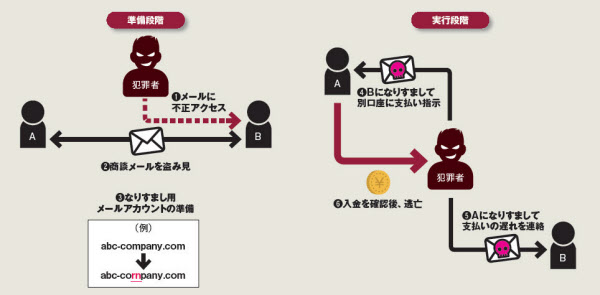 準備段階
犯罪者
❶メールに
不正アクセス
A
B
❷商談メールを盗み見
❸なりすまし用
メールアカウントの準備
(例)
abc-company.com
abc-cornpany.com
実行段階
A
❹Bになりすまして
別口座に支払い指示
犯罪者
¥
❻入金を確認後、逃亡
❺Aになりすまして
支払いの遅れを連絡
B